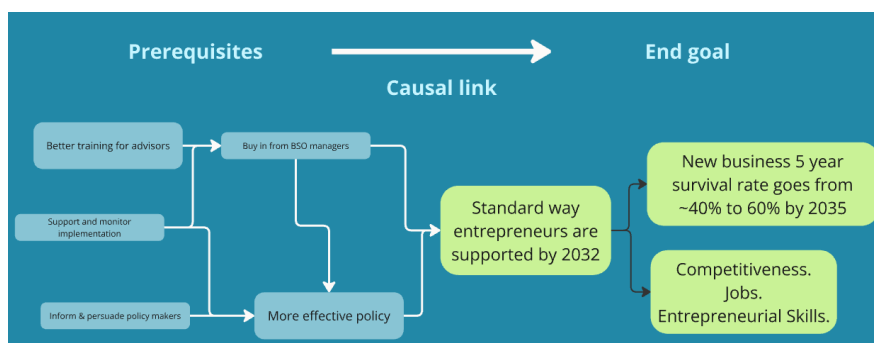 Prerequisites
End goal
Causal link
Better training for advisors
Buy in from BSO managers
New business 5 year
survival rate goes from
~40% to 60% by 2035
Support and monitor
implementation
Standard way
entrepreneurs are
supported by 2032
Competitiveness.
Jobs.
Entrepreneurial Skills.
Inform & persuade policy makers
More effective policy